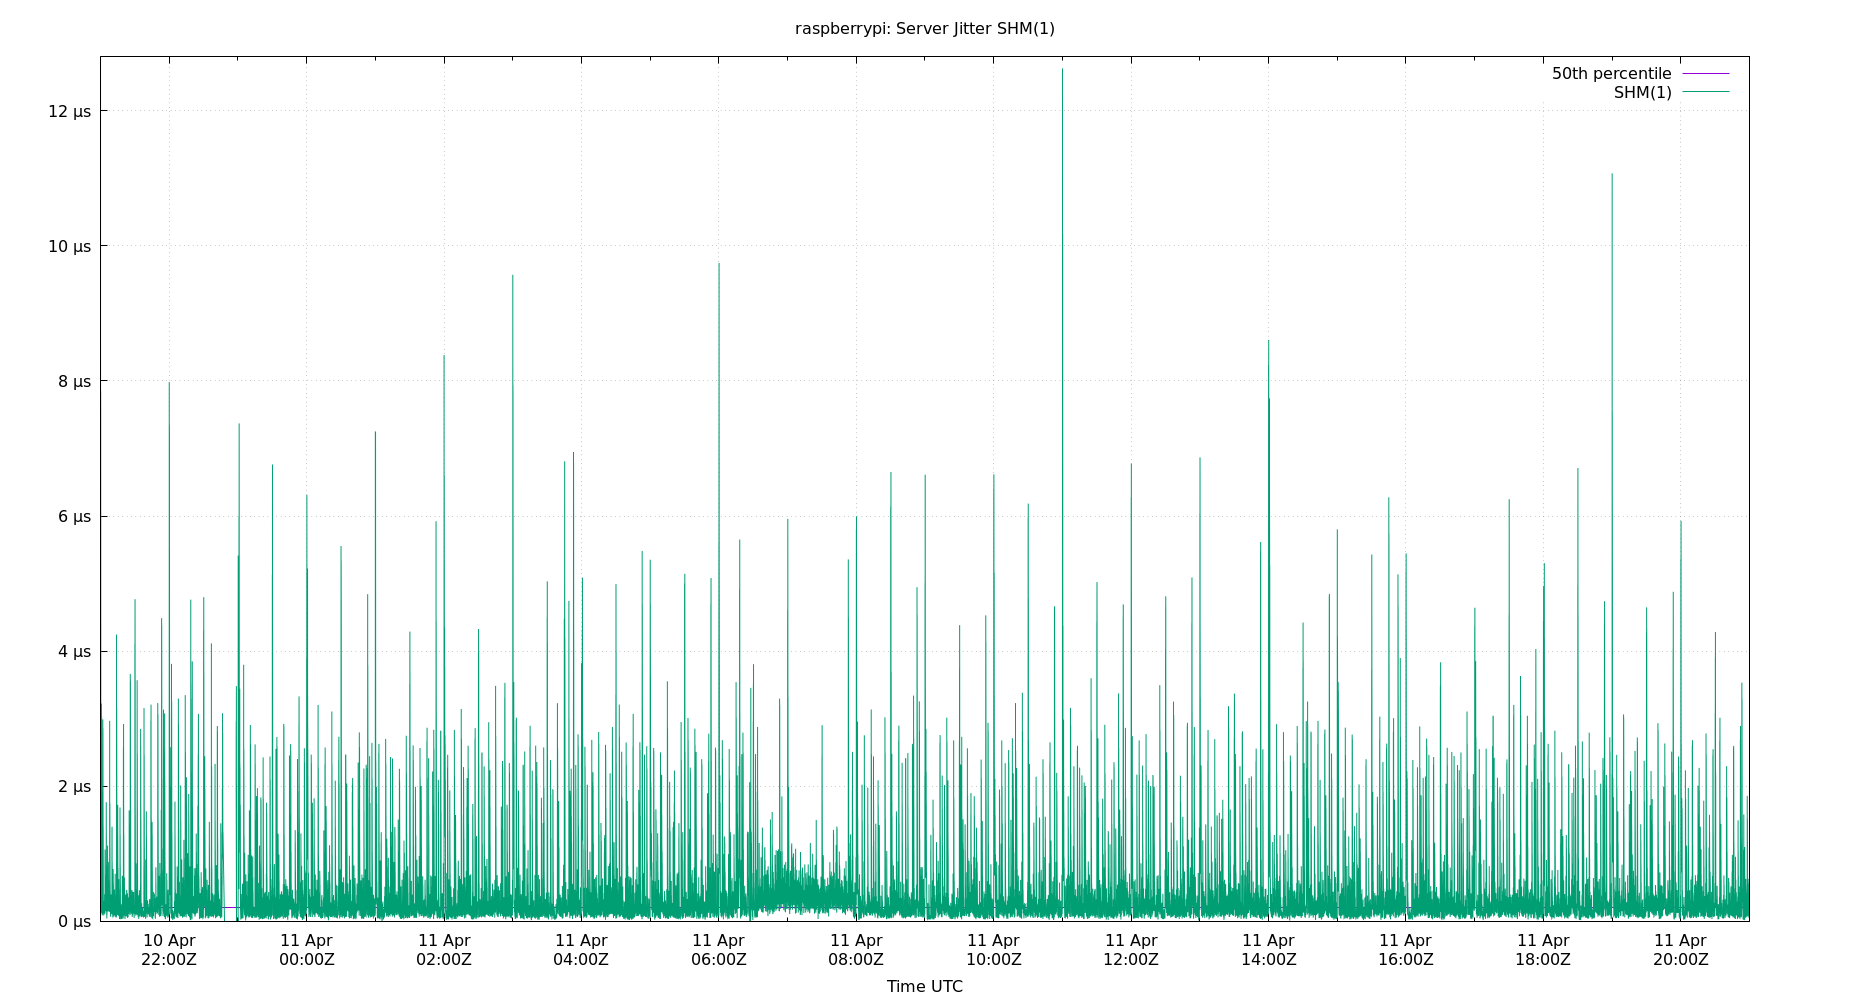 raspberrypi: Server Jitter SHM(1)
50th percentile
SHM(1)
12 µs
10 µs
8 µs
6 µs
4 µs
2 µs
0 µs
10 Apr 11 Apr 11 Apr 11 Apr 11 Apr 11 Apr 11 Apr 11 Apr 11 Apr 11 Apr 11 Apr 11 Apr
22:00Z 00:00Z 02:00Z 04:00Z 06:00Z 08:00Z 10:00Z 12:00Z 14:00Z 16:00Z 18:00Z 20:00Z
Time UTC